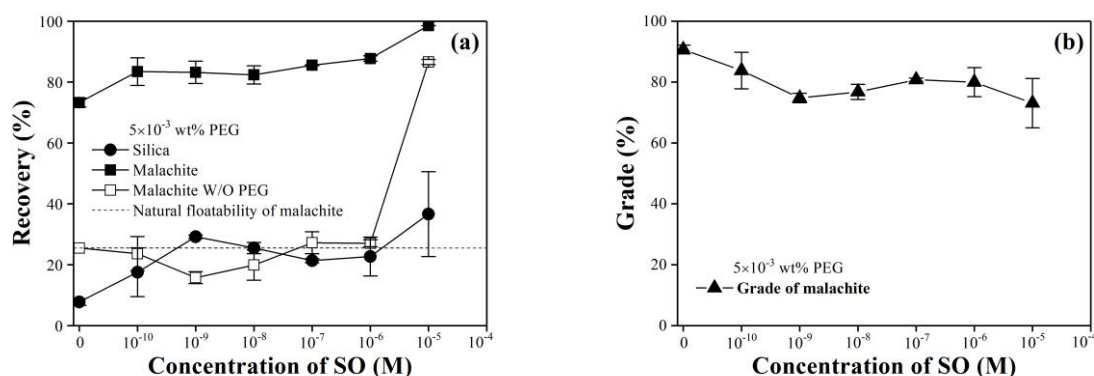 (a)
Recovery (%)
100
80
60
40
20
0
5×10⁻³ wt% PEG
Silica
Malachite
Malachite W/O PEG
Natural floatability of malachite
0 10⁻¹⁰ 10⁻⁹ 10⁻⁸ 10⁻⁷ 10⁻⁶ 10⁻⁵ 10⁻⁴
Concentration of SO (M)
(b)
Grade (%)
100
80
60
40
20
0
5×10⁻³ wt% PEG
Grade of malachite
0 10⁻¹⁰ 10⁻⁹ 10⁻⁸ 10⁻⁷ 10⁻⁶ 10⁻⁵ 10⁻⁴
Concentration of SO (M)